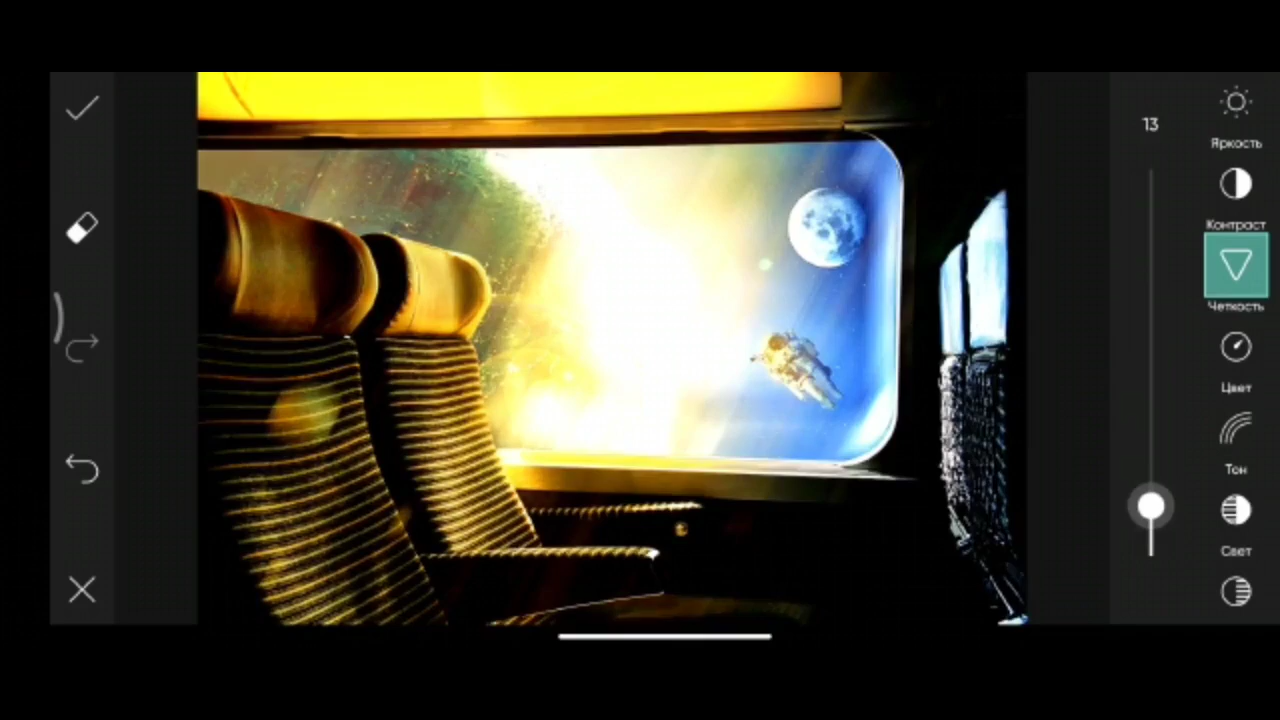 13
Яркость
Контраст
Четкость
Цвет
Тон
Свет